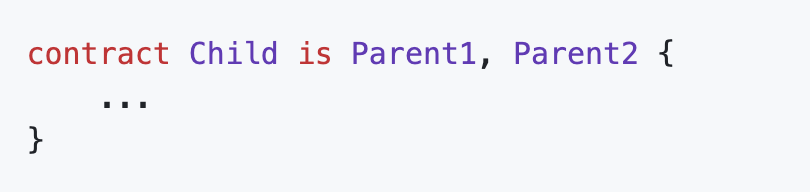 contract Child is Parent1, Parent2 {
    ...
}